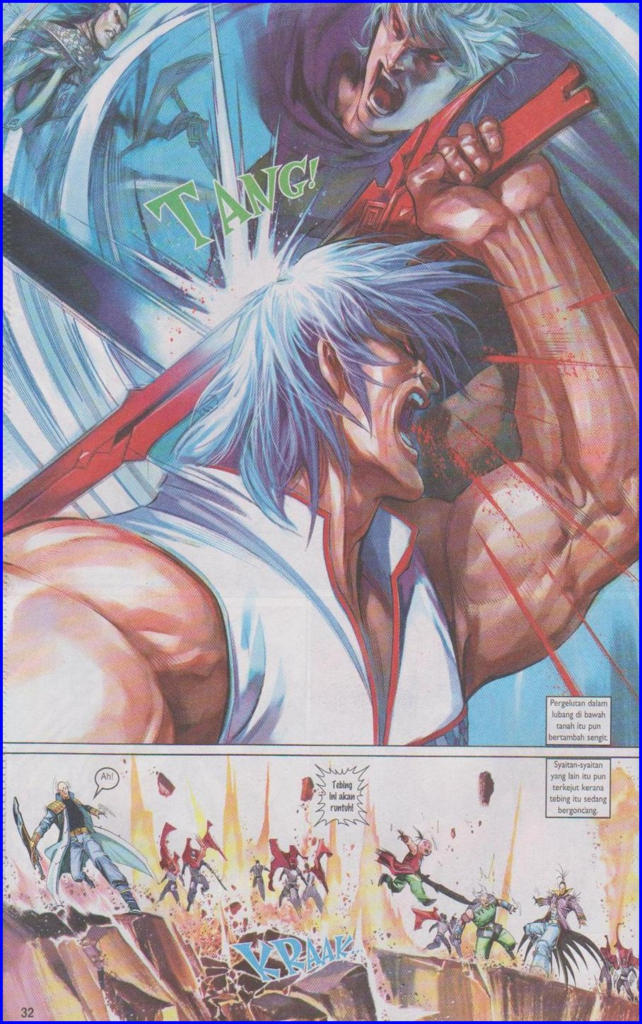 TANG!
Pergelutan dalam
lubang di bawah
tanah itu pun
bertambah sengit.
Ah!
Tebing
ini akan
runtuh!
Syaitan-syaitan
yang lain itu pun
terkejut kerana
tebing itu sedang
bergoncang.
KRAAK
32